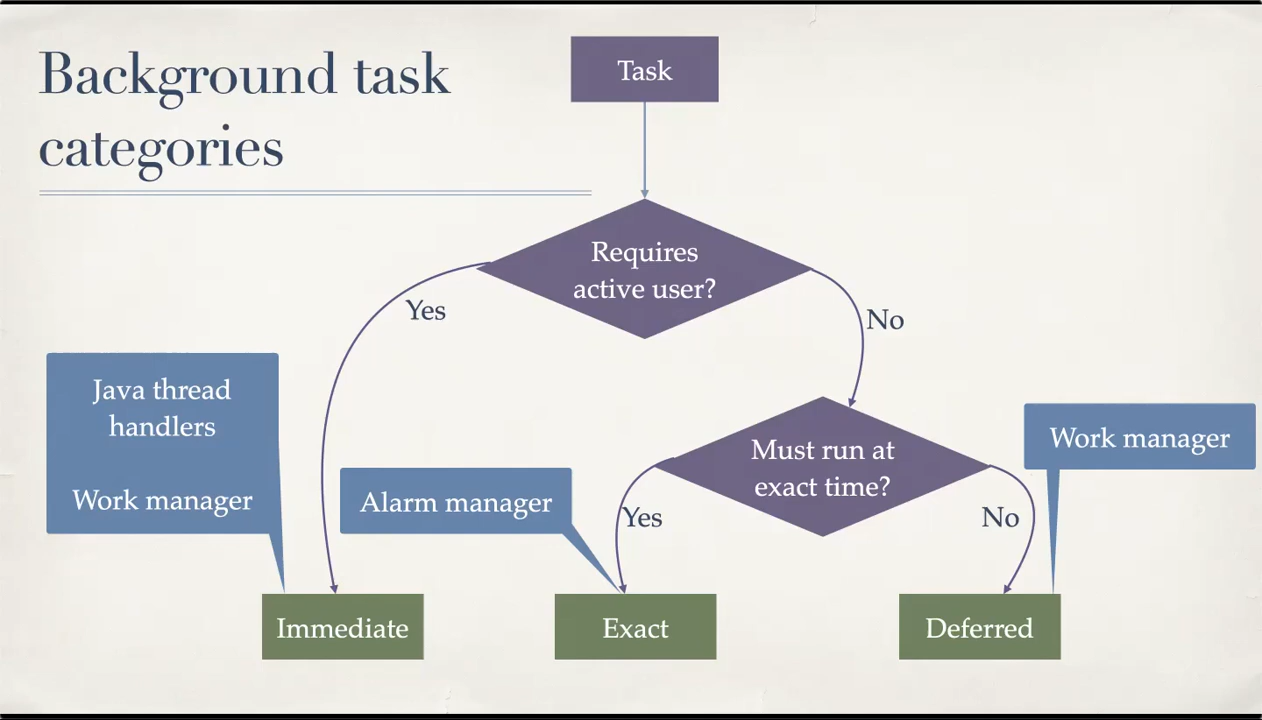 Background task
categories
Task
Requires
active user?
Yes
No
Java thread
handlers
Work manager
Alarm manager
Must run at
exact time?
Yes
No
Work manager
Immediate
Exact
Deferred